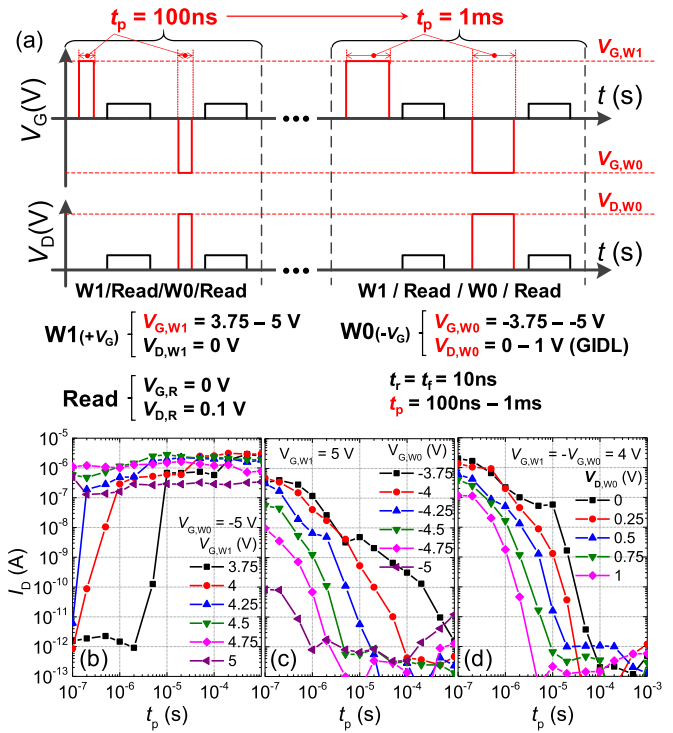 t_p = 100ns → t_p = 1ms
(a)
V_G,W1
V_G(V)
t (s)
V_G,W0
V_D,W0
V_D(V)
t (s)
W1/Read/W0/Read
W1 / Read / W0 / Read
W1(+V_G)
V_G,W1 = 3.75 – 5 V
V_D,W1 = 0 V
W0(-V_G)
V_G,W0 = -3.75 – -5 V
V_D,W0 = 0 – 1 V (GIDL)
Read
V_G,R = 0 V
V_D,R = 0.1 V
t_r = t_f = 10ns
t_p = 100ns – 1ms
I_D (A)
10^-5
10^-6
10^-7
10^-8
10^-9
10^-10
10^-11
10^-12
10^-13
V_G,W0 = -5 V
V_G,W1 (V)
3.75
4
4.25
4.5
4.75
5
(b)
10^-7 10^-6 10^-5 10^-4
t_p (s)
V_G,W1 = 5 V
V_G,W0 (V)
-3.75
-4
-4.25
-4.5
-4.75
-5
(c)
10^-7 10^-6 10^-5 10^-4
t_p (s)
V_G,W1 = -V_G,W0 = 4 V
V_D,W0 (V)
0
0.25
0.5
0.75
1
(d)
10^-7 10^-6 10^-5 10^-4 10^-3
t_p (s)